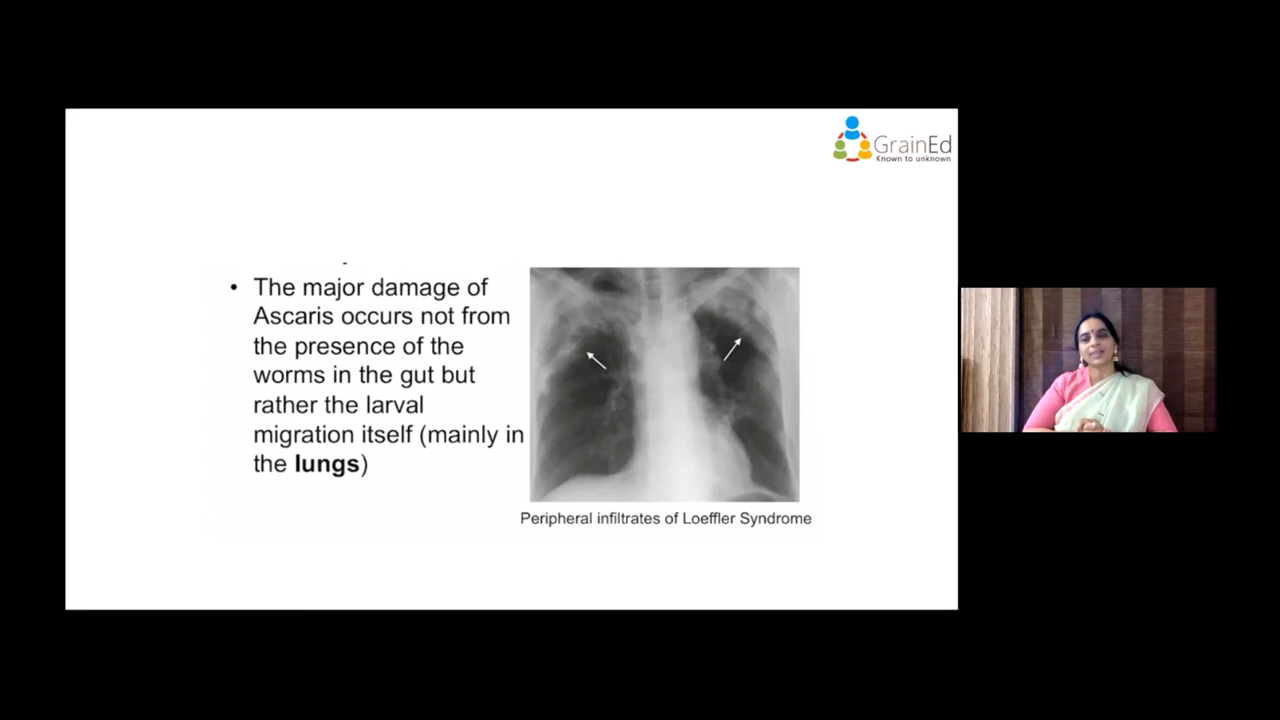 GrainEd
Known to unknown
• The major damage of
Ascaris occurs not from
the presence of the
worms in the gut but
rather the larval
migration itself (mainly in
the lungs)
Peripheral infiltrates of Loeffler Syndrome